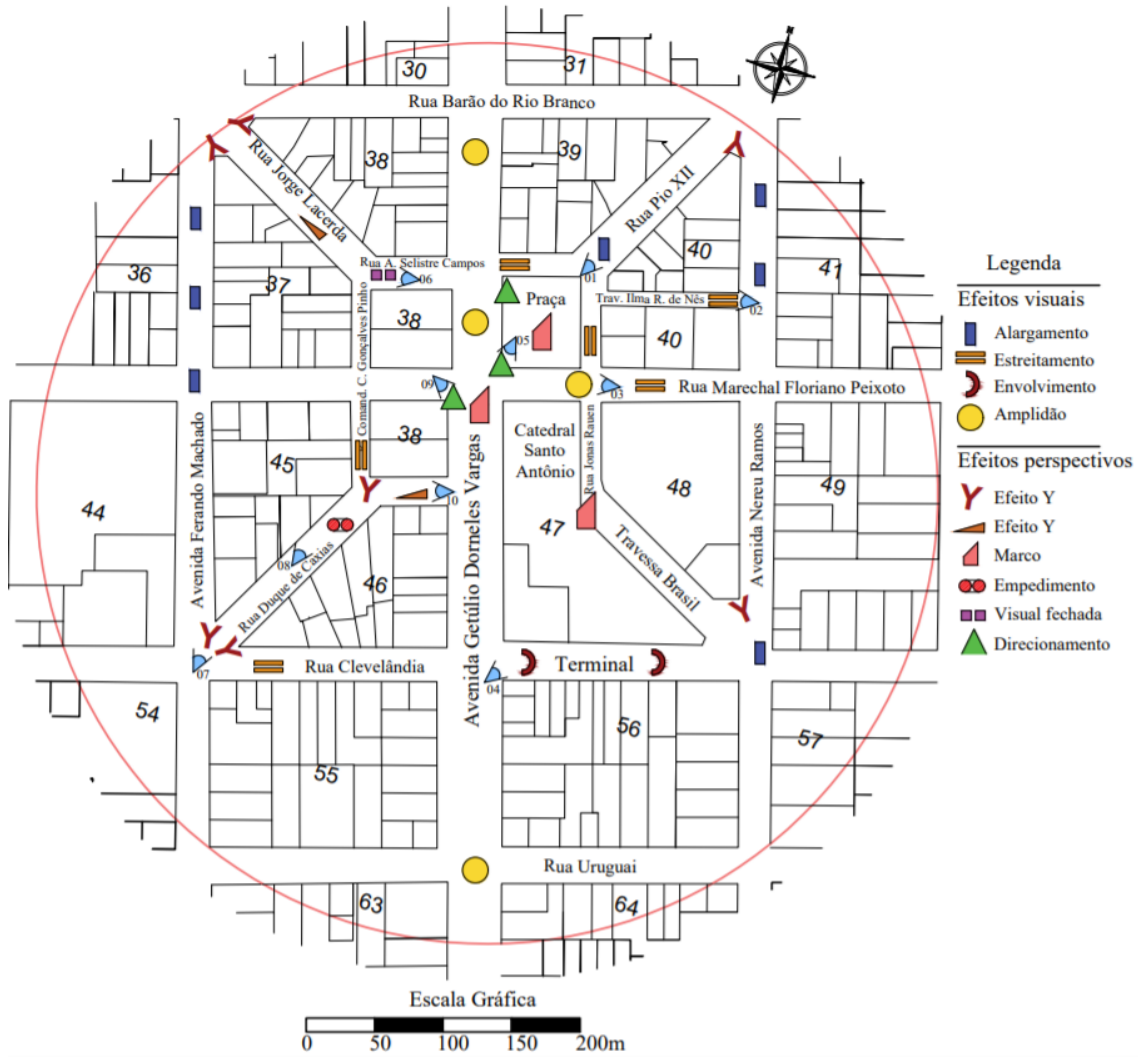 30
31
Rua Barão do Rio Branco
38
39
Rua Jorge Lacerda
Rua Pio XII
Rua A. Selistre Campos
36
37
06
01
40
41
Praça
Trav. Ilma R. de Nês
02
38
05
40
Comand. C. Gonçalves Pinho
09
03
Rua Marechal Floriano Peixoto
Avenida Ferando Machado
38
Catedral
Santo
Antônio
Rua Jonas Rauen
45
44
10
Avenida Getúlio Dorneles Vargas
47
48
Avenida Nereu Ramos
49
08
Rua Duque de Caxias
46
Travessa Brasil
07
Rua Clevelândia
04
Terminal
54
55
56
57
Rua Uruguai
63
64
Legenda
Efeitos visuais
Alargamento
Estreitamento
Envolvimento
Amplidão
Efeitos perspectivos
Efeito Y
Efeito Y
Marco
Empedimento
Visual fechada
Direcionamento
Escala Gráfica
0 50 100 150 200m